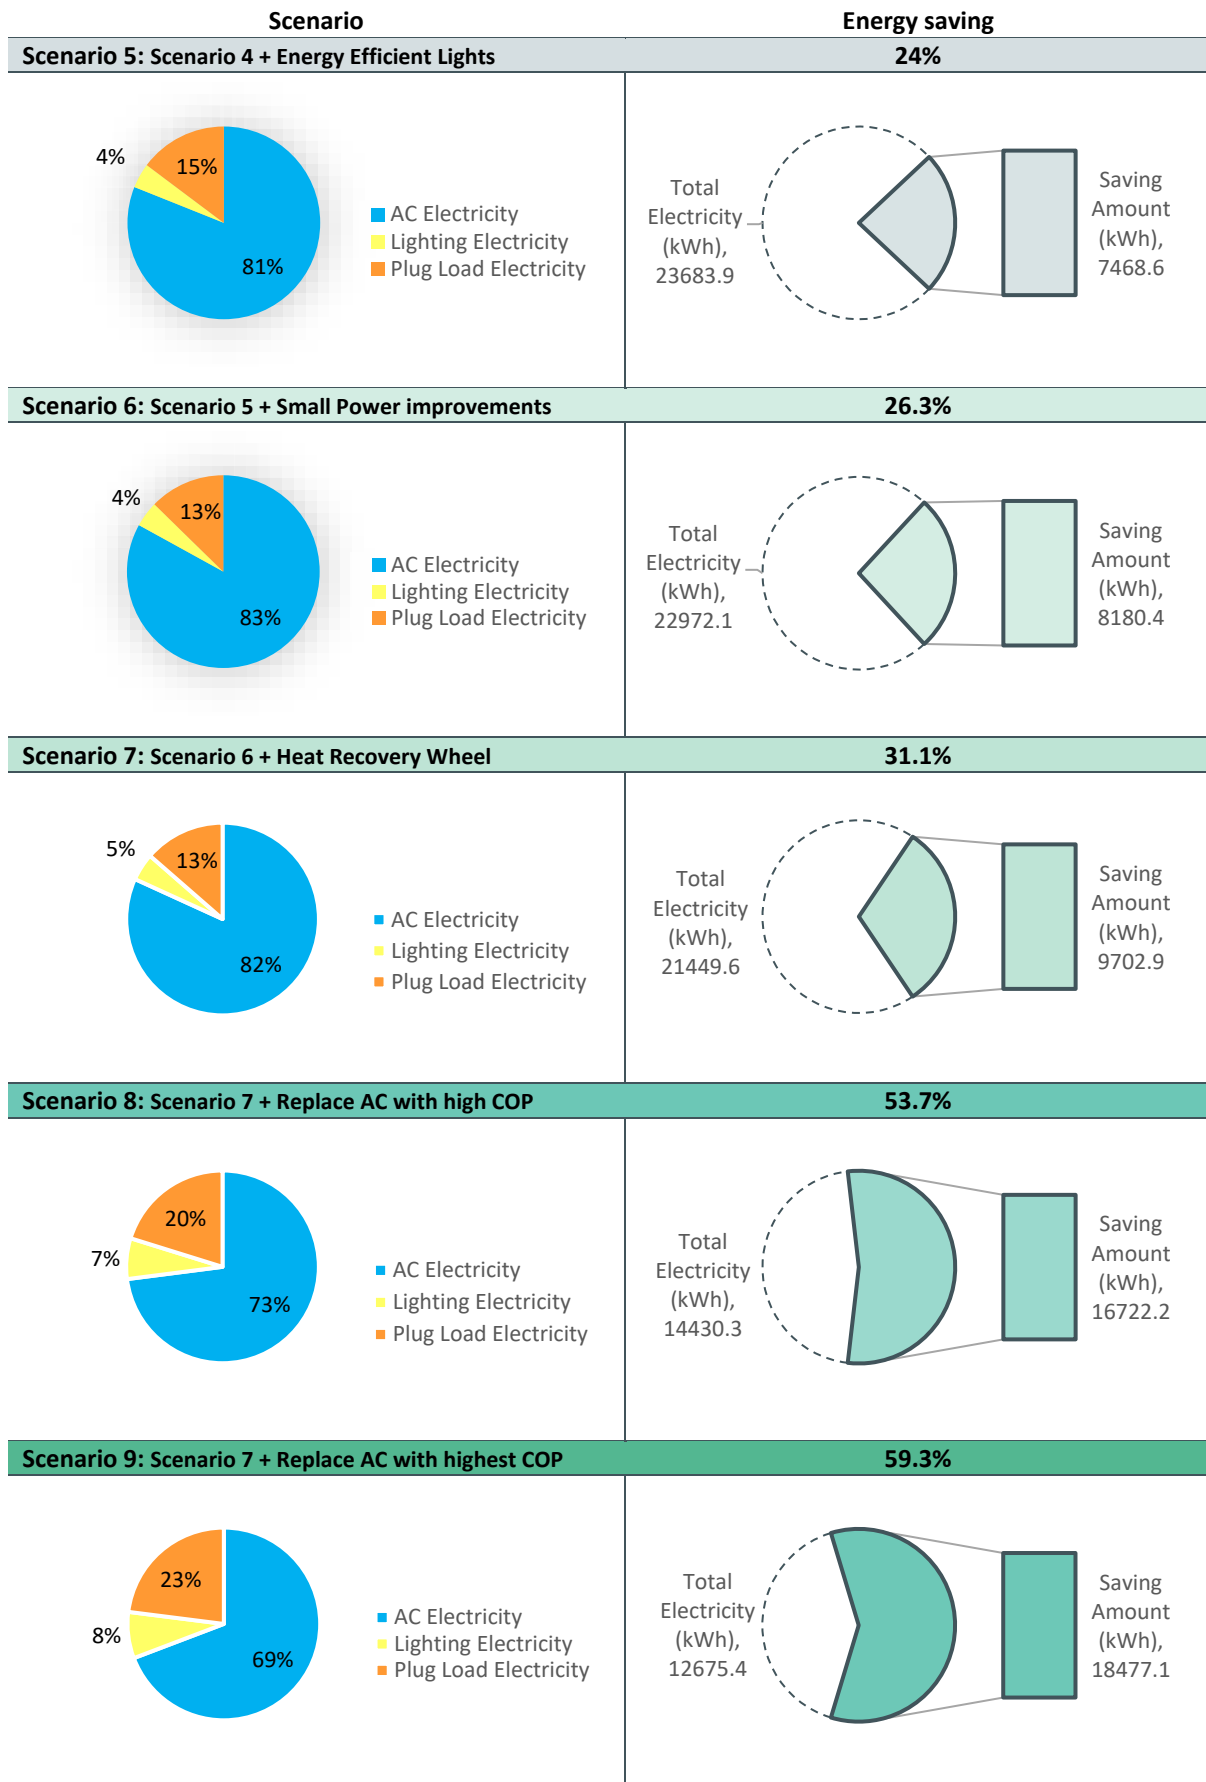 Scenario
Energy saving
Scenario 5: Scenario 4 + Energy Efficient Lights
24%
4%
15%
81%
AC Electricity
Lighting Electricity
Plug Load Electricity
Total
Electricity
(kWh),
23683.9
Saving
Amount
(kWh),
7468.6
Scenario 6: Scenario 5 + Small Power improvements
26.3%
4%
13%
83%
AC Electricity
Lighting Electricity
Plug Load Electricity
Total
Electricity
(kWh),
22972.1
Saving
Amount
(kWh),
8180.4
Scenario 7: Scenario 6 + Heat Recovery Wheel
31.1%
5%
13%
82%
AC Electricity
Lighting Electricity
Plug Load Electricity
Total
Electricity
(kWh),
21449.6
Saving
Amount
(kWh),
9702.9
Scenario 8: Scenario 7 + Replace AC with high COP
53.7%
20%
7%
73%
AC Electricity
Lighting Electricity
Plug Load Electricity
Total
Electricity
(kWh),
14430.3
Saving
Amount
(kWh),
16722.2
Scenario 9: Scenario 7 + Replace AC with highest COP
59.3%
23%
8%
69%
AC Electricity
Lighting Electricity
Plug Load Electricity
Total
Electricity
(kWh),
12675.4
Saving
Amount
(kWh),
18477.1